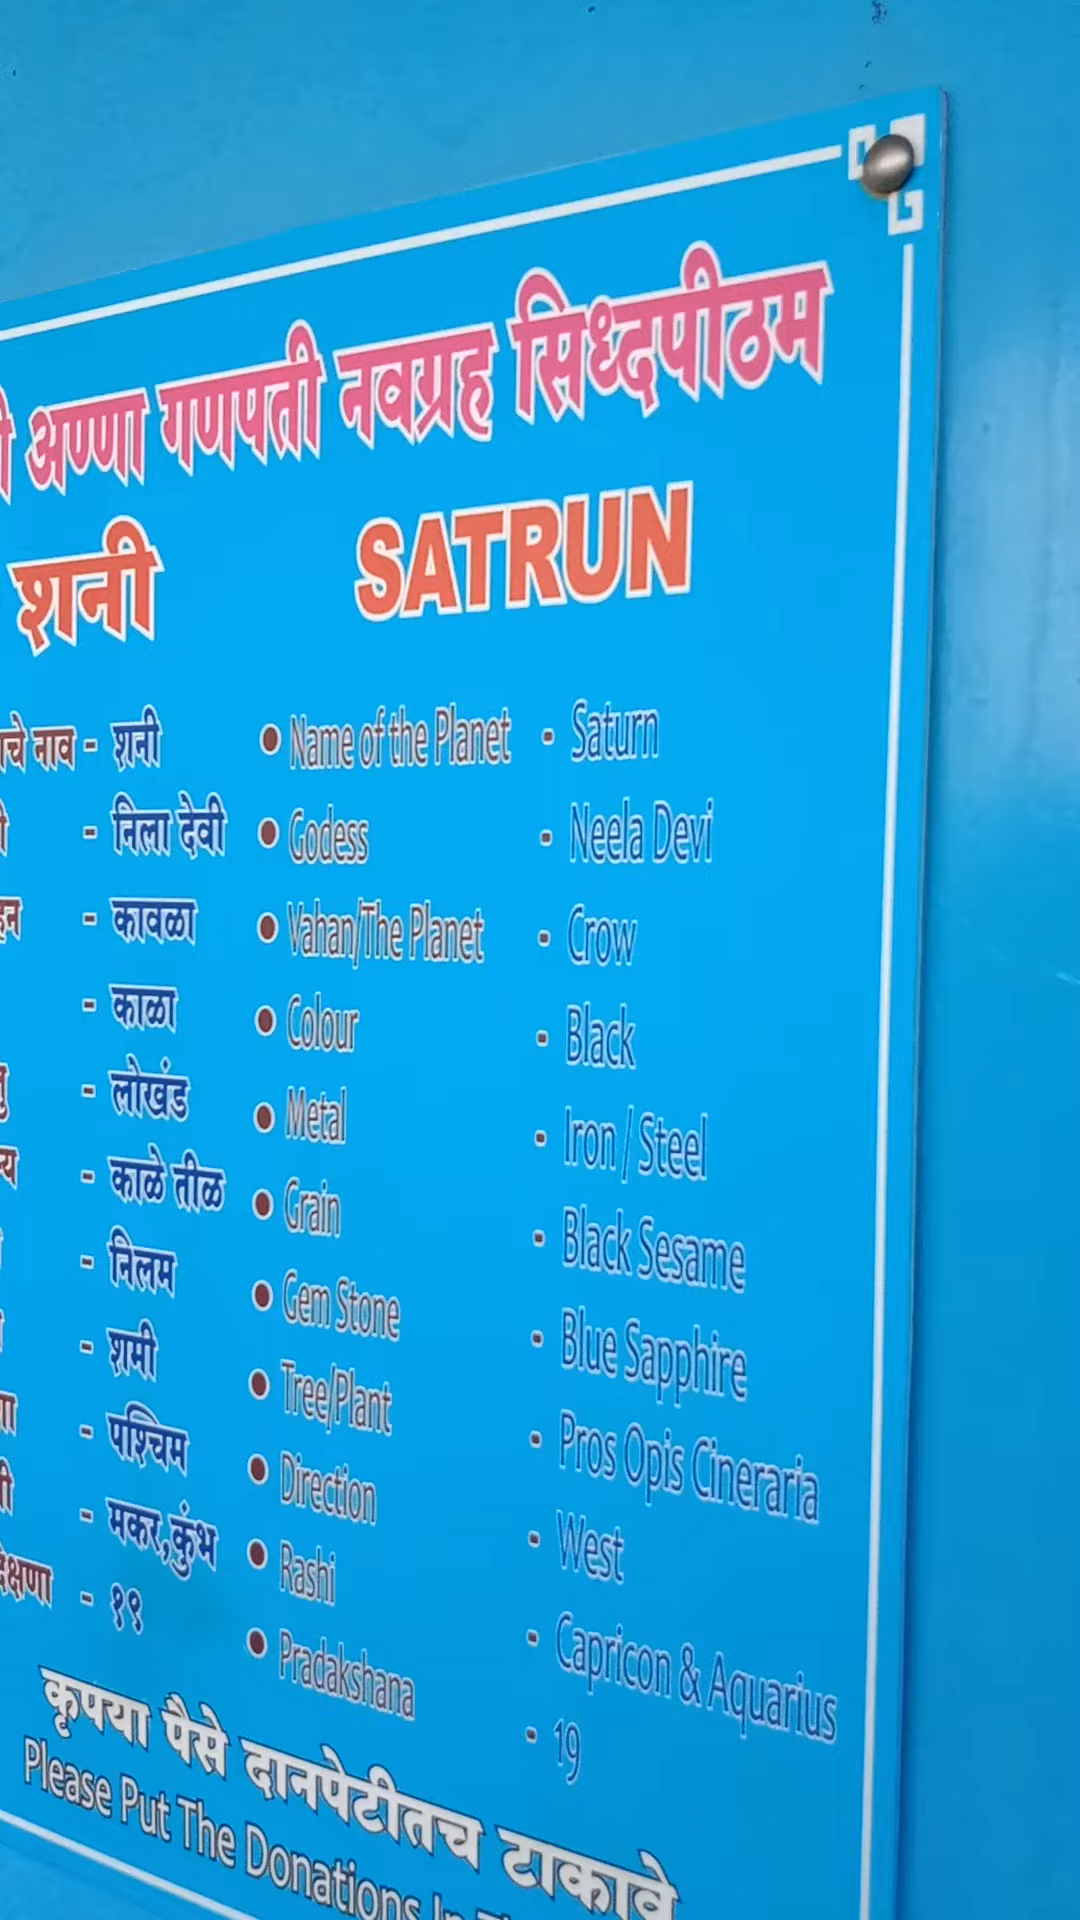 अण्णा गणपती नवग्रह सिध्दपीठम
शनी SATRUN
नाव - शनी • Name of the Planet - Saturn
- निला देवी • Godess - Neela Devi
- कावळा • Vahan/The Planet - Crow
- काळा • Colour - Black
- लोखंड • Metal - Iron / Steel
- काळे तीळ • Grain - Black Sesame
- निलम • Gem Stone - Blue Sapphire
- शमी • Tree/Plant - Pros Opis Cineraria
- पश्चिम • Direction - West
- मकर,कुंभ • Rashi - Capricon & Aquarius
- १९ • Pradakshana - 19
कृपया पैसे दानपेटीतच टाकावे
Please Put The Donations In